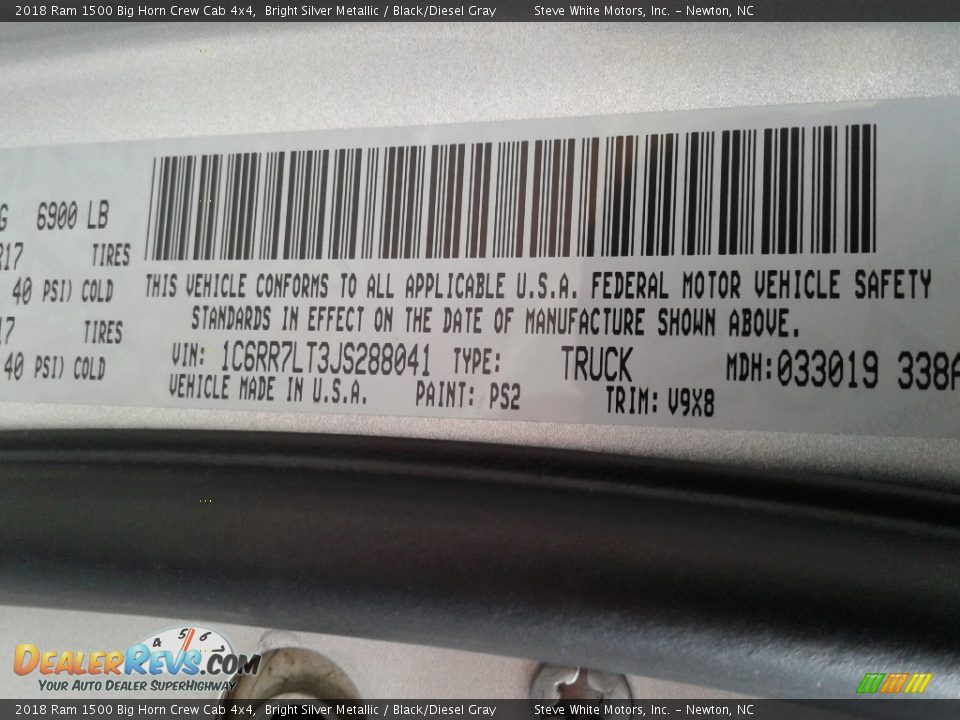 2018 Ram 1500 Big Horn Crew Cab 4x4, Bright Silver Metallic / Black/Diesel Gray Steve White Motors, Inc. – Newton, NC
6900 LB
TIRES
40 PSI) COLD
TIRES
40 PSI) COLD
THIS VEHICLE CONFORMS TO ALL APPLICABLE U.S.A. FEDERAL MOTOR VEHICLE SAFETY
STANDARDS IN EFFECT ON THE DATE OF MANUFACTURE SHOWN ABOVE.
VIN: 1C6RR7LT3JS288041 TYPE: TRUCK MDH:033019 338A
VEHICLE MADE IN U.S.A. PAINT: PS2 TRIM: V9X8
4 5 6
DEALERREVS.COM
YOUR AUTO DEALER SUPERHIGHWAY
2018 Ram 1500 Big Horn Crew Cab 4x4, Bright Silver Metallic / Black/Diesel Gray Steve White Motors, Inc. – Newton, NC